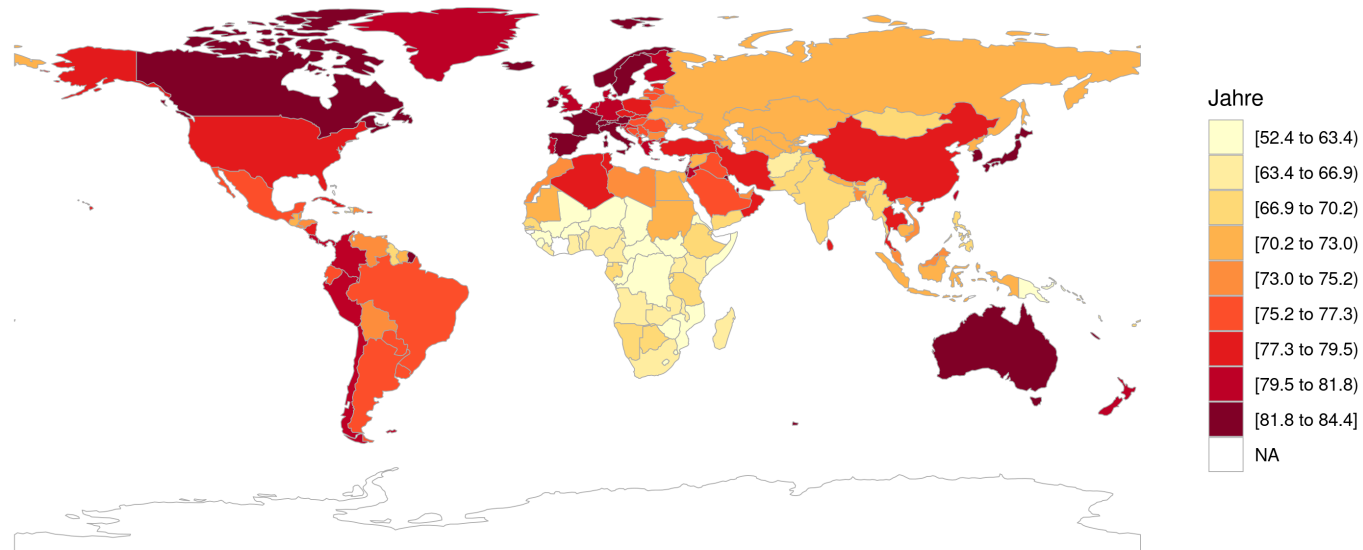 Jahre
[52.4 to 63.4)
[63.4 to 66.9)
[66.9 to 70.2)
[70.2 to 73.0)
[73.0 to 75.2)
[75.2 to 77.3)
[77.3 to 79.5)
[79.5 to 81.8)
[81.8 to 84.4]
NA